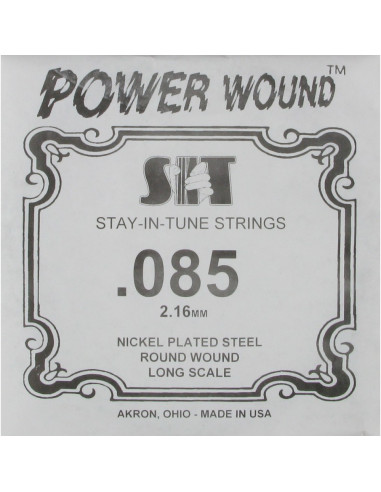 POWER WOUND™
SIT
STAY-IN-TUNE STRINGS
.085
2.16MM
NICKEL PLATED STEEL
ROUND WOUND
LONG SCALE
AKRON, OHIO - MADE IN USA